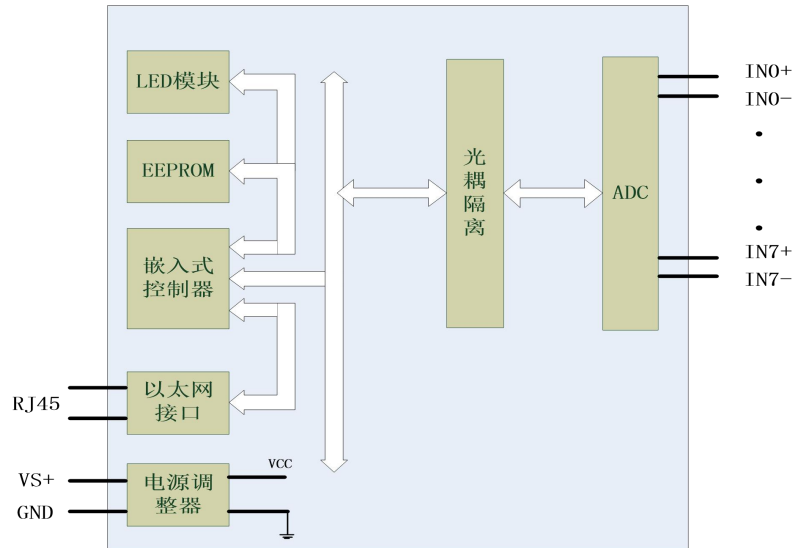 LED模块
EEPROM
嵌入式
控制器
以太网
接口
电源调
整器
光
耦
隔
离
ADC
IN0+
IN0-
IN7+
IN7-
RJ45
VS+
GND
VCC